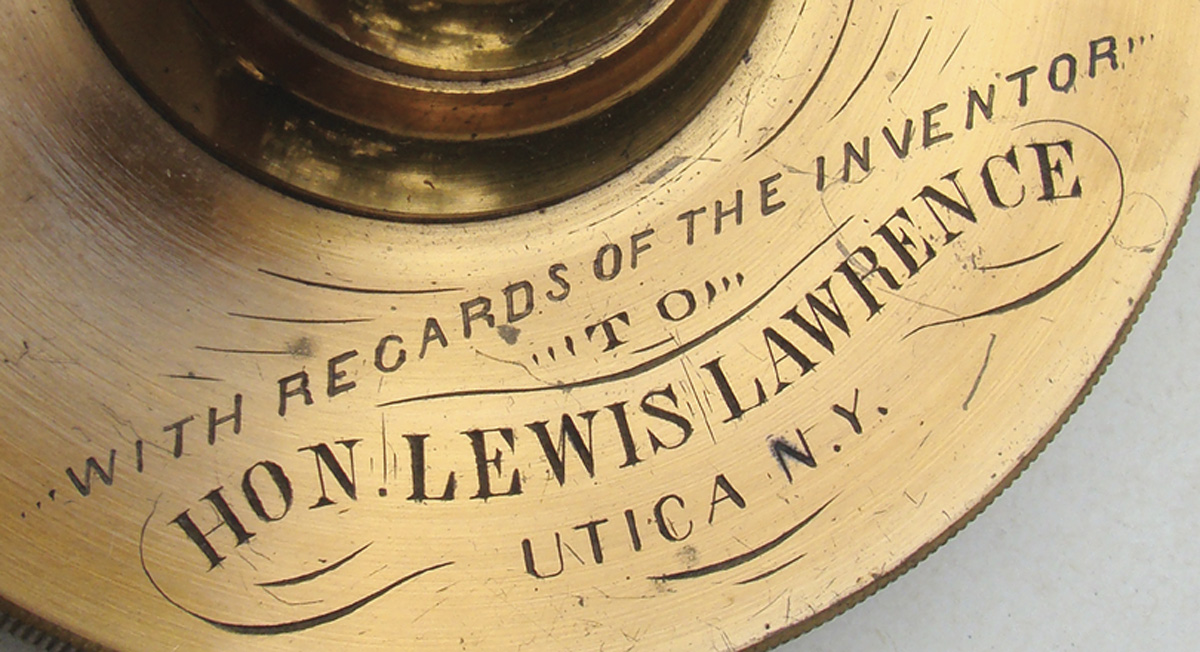 "WITH REGARDS OF THE INVENTOR"
"'TO"'
HON. LEWIS LAWRENCE
UTICA N.Y.